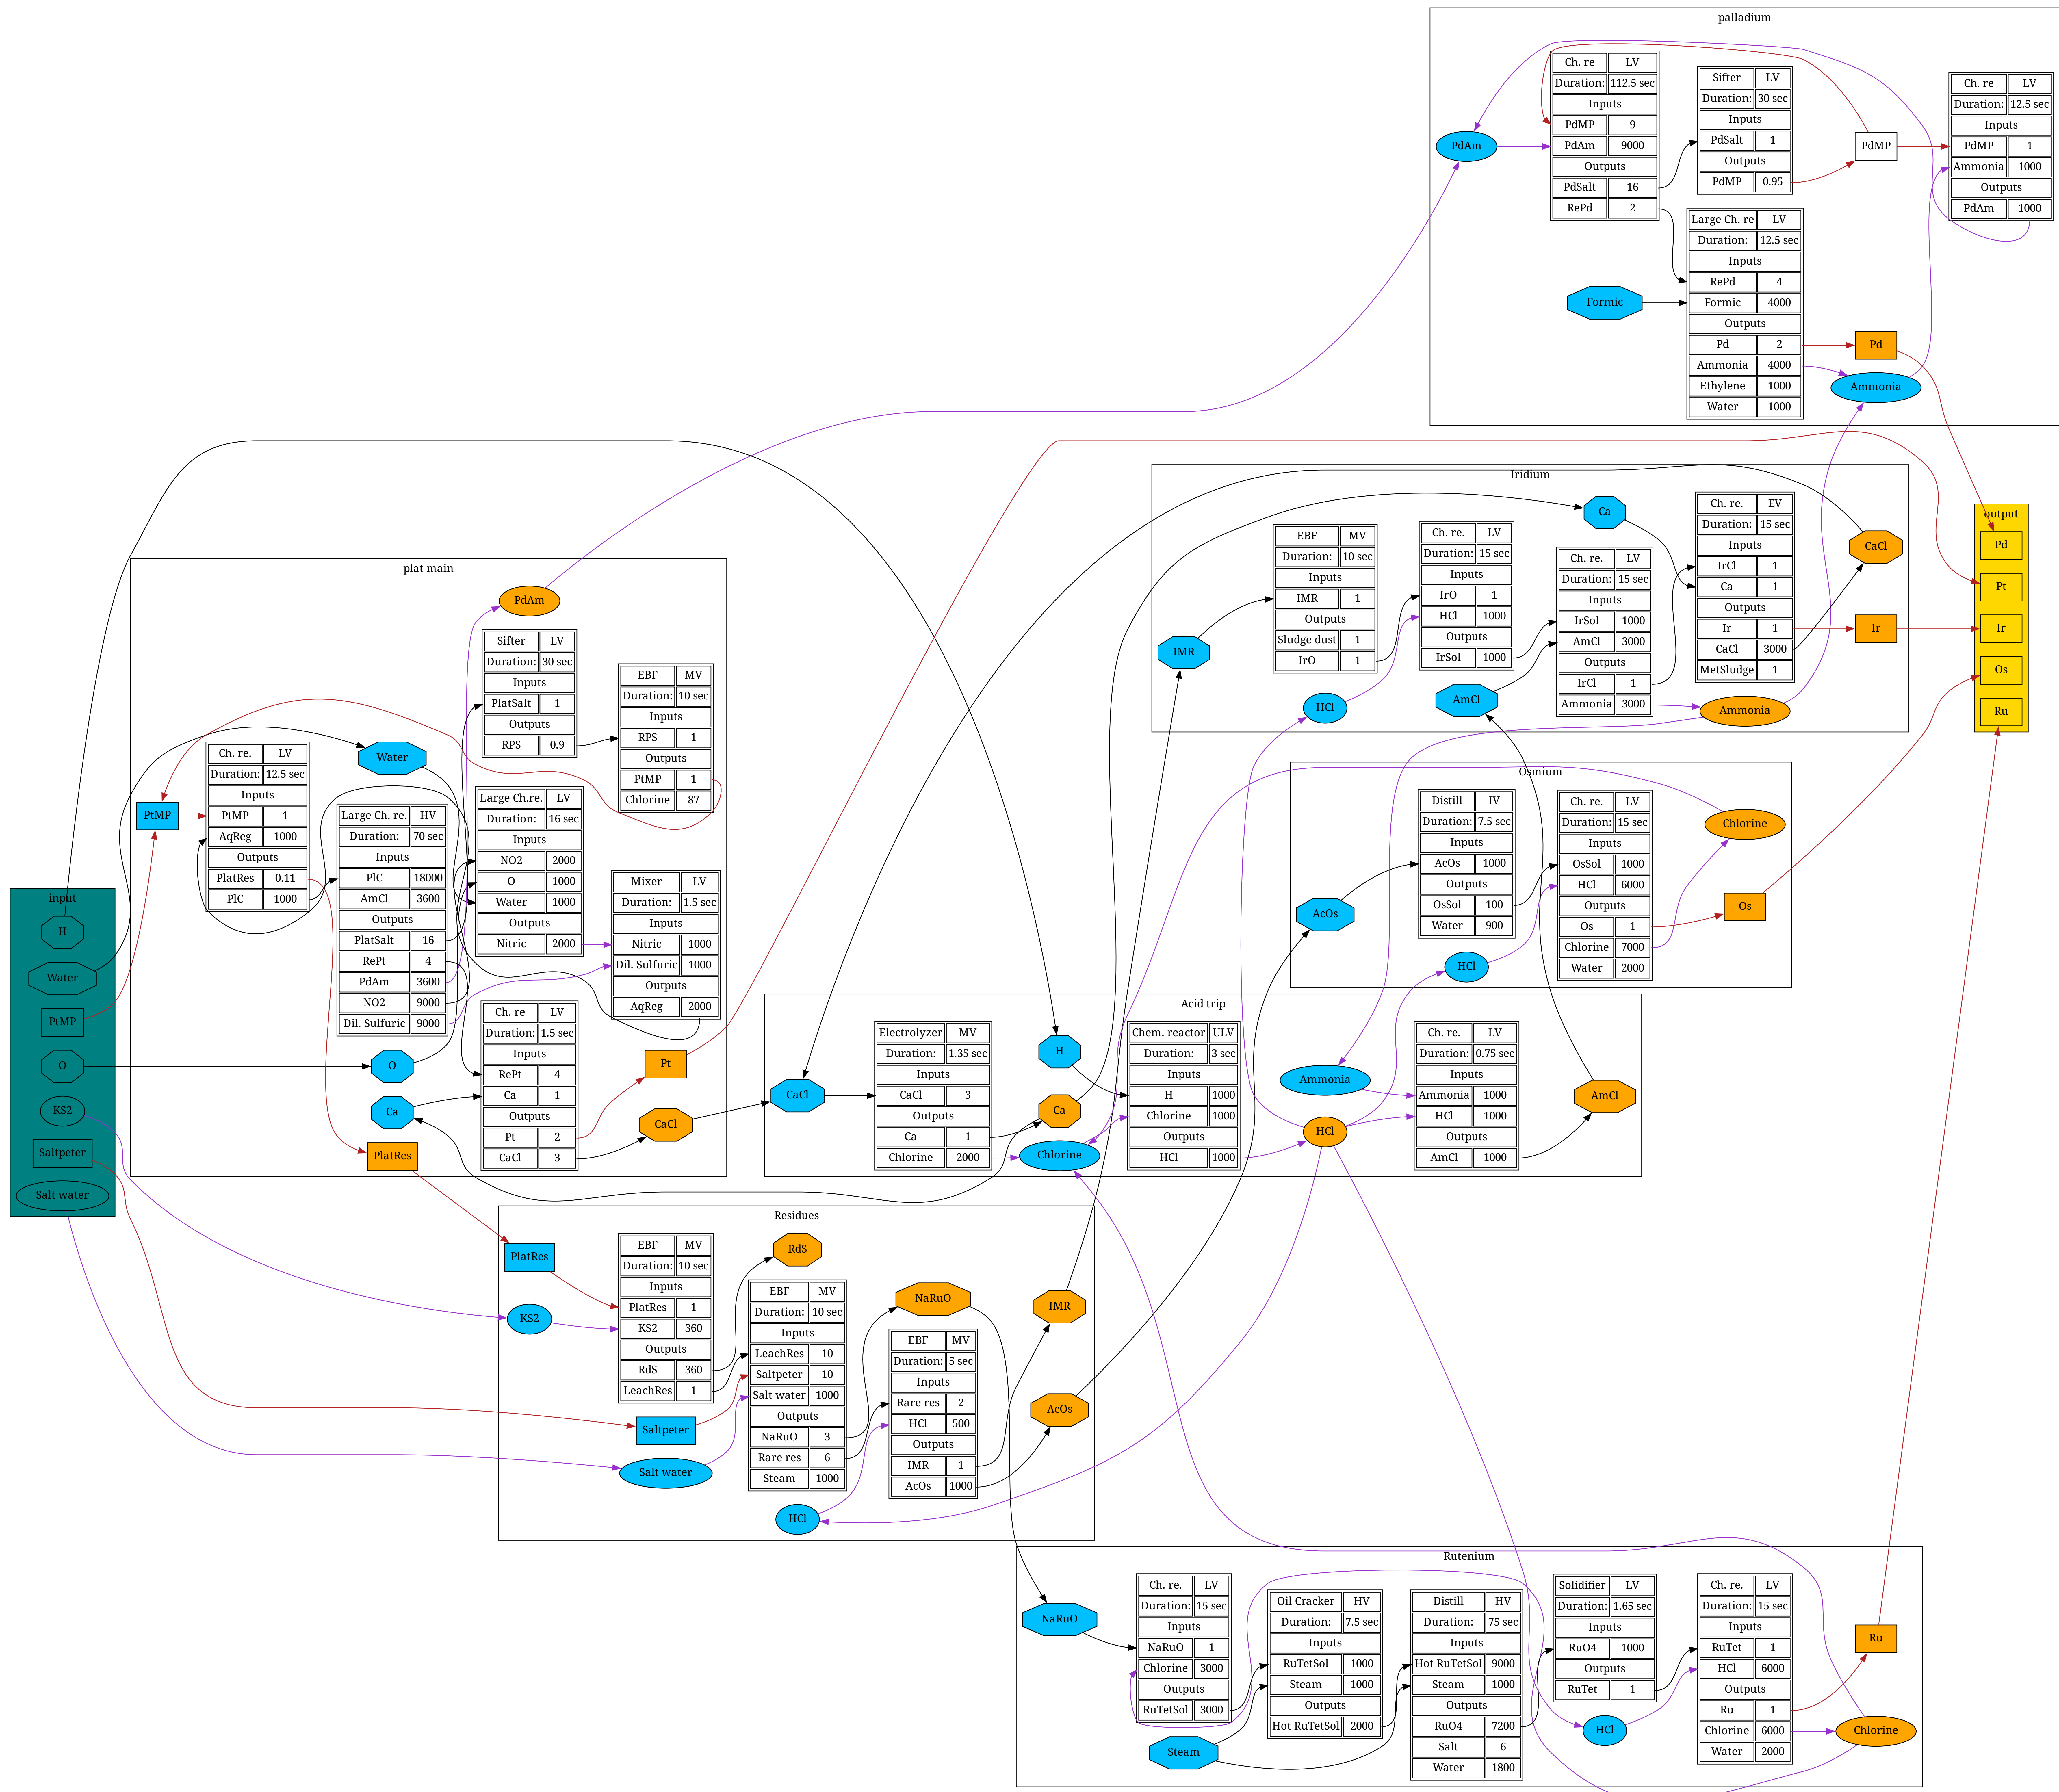 palladium
PdAm
Ch. re LV
Duration: 112.5 sec
Inputs
PdMP 9
PdAm 9000
Outputs
PdSalt 16
RePd 2
Sifter LV
Duration: 30 sec
Inputs
PdSalt 1
Outputs
PdMP 0.95
PdMP
Ch. re LV
Duration: 12.5 sec
Inputs
PdMP 1
Ammonia 1000
Outputs
PdAm 1000
Formic
Large Ch. re LV
Duration: 12.5 sec
Inputs
RePd 4
Formic 4000
Outputs
Pd 2
Ammonia 4000
Ethylene 1000
Water 1000
Pd
Ammonia
Iridium
IMR
EBF MV
Duration: 10 sec
Inputs
IMR 1
Outputs
Sludge dust 1
IrO 1
HCl
Ch. re. LV
Duration: 15 sec
Inputs
IrO 1
HCl 1000
Outputs
IrSol 1000
AmCl
Ca
Ch. re. LV
Duration: 15 sec
Inputs
IrSol 1000
AmCl 3000
Outputs
IrCl 1
Ammonia 3000
Ch. re. EV
Duration: 15 sec
Inputs
IrCl 1
Ca 1
Outputs
Ir 1
CaCl 3000
MetSludge 1
Ammonia
CaCl
Ir
output
Pd
Pt
Ir
Os
Ru
plat main
PtMP
Ch. re. LV
Duration: 12.5 sec
Inputs
PtMP 1
AqReg 1000
Outputs
PlatRes 0.11
PlC 1000
Water
Large Ch. re. HV
Duration: 70 sec
Inputs
PlC 18000
AmCl 3600
Outputs
PlatSalt 16
RePt 4
PdAm 3600
NO2 9000
Dil. Sulfuric 9000
O
Ca
PlatRes
PdAm
Sifter LV
Duration: 30 sec
Inputs
PlatSalt 1
Outputs
RPS 0.9
EBF MV
Duration: 10 sec
Inputs
RPS 1
Outputs
PtMP 1
Chlorine 87
Large Ch.re. LV
Duration: 16 sec
Inputs
NO2 2000
O 1000
Water 1000
Outputs
Nitric 2000
Mixer LV
Duration: 1.5 sec
Inputs
Nitric 1000
Dil. Sulfuric 1000
Outputs
AqReg 2000
Ch. re LV
Duration: 1.5 sec
Inputs
RePt 4
Ca 1
Outputs
Pt 2
CaCl 3
Pt
CaCl
input
H
Water
PtMP
O
KS2
Saltpeter
Salt water
Osmium
AcOs
Distill IV
Duration: 7.5 sec
Inputs
AcOs 1000
Outputs
OsSol 100
Water 900
HCl
Ch. re. LV
Duration: 15 sec
Inputs
OsSol 1000
HCl 6000
Outputs
Os 1
Chlorine 7000
Water 2000
Chlorine
Os
Acid trip
CaCl
Electrolyzer MV
Duration: 1.35 sec
Inputs
CaCl 3
Outputs
Ca 1
Chlorine 2000
H
Ca
Chlorine
Chem. reactor ULV
Duration: 3 sec
Inputs
H 1000
Chlorine 1000
Outputs
HCl 1000
Ammonia
HCl
Ch. re. LV
Duration: 0.75 sec
Inputs
Ammonia 1000
HCl 1000
Outputs
AmCl 1000
AmCl
Residues
PlatRes
KS2
EBF MV
Duration: 10 sec
Inputs
PlatRes 1
KS2 360
Outputs
RdS 360
LeachRes 1
Saltpeter
Salt water
RdS
EBF MV
Duration: 10 sec
Inputs
LeachRes 10
Saltpeter 10
Salt water 1000
Outputs
NaRuO 3
Rare res 6
Steam 1000
HCl
NaRuO
EBF MV
Duration: 5 sec
Inputs
Rare res 2
HCl 500
Outputs
IMR 1
AcOs 1000
IMR
AcOs
Rutenium
NaRuO
Ch. re. LV
Duration: 15 sec
Inputs
NaRuO 1
Chlorine 3000
Outputs
RuTetSol 3000
Steam
Oil Cracker HV
Duration: 7.5 sec
Inputs
RuTetSol 1000
Steam 1000
Outputs
Hot RuTetSol 2000
Distill HV
Duration: 75 sec
Inputs
Hot RuTetSol 9000
Steam 1000
Outputs
RuO4 7200
Salt 6
Water 1800
Solidifier LV
Duration: 1.65 sec
Inputs
RuO4 1000
Outputs
RuTet 1
HCl
Ch. re. LV
Duration: 15 sec
Inputs
RuTet 1
HCl 6000
Outputs
Ru 1
Chlorine 6000
Water 2000
Ru
Chlorine